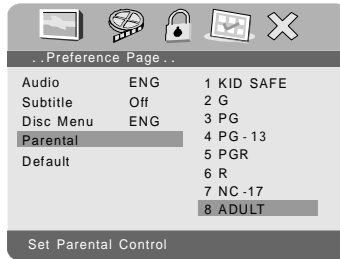 ..Preference Page..
Audio ENG
Subtitle Off
Disc Menu ENG
Parental
Default
1 KID SAFE
2 G
3 PG
4 PG-13
5 PGR
6 R
7 NC-17
8 ADULT
Set Parental Control